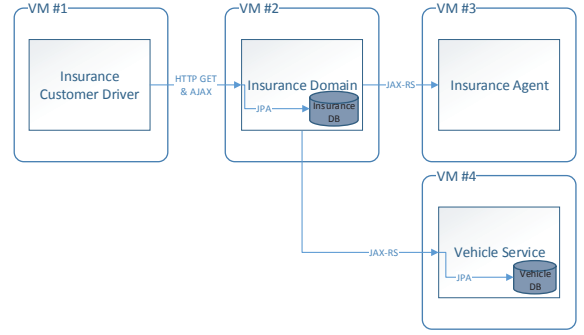 VM #1
Insurance
Customer Driver
HTTP GET
& AJAX
VM #2
Insurance Domain
JPA
Insurance
DB
JAX-RS
VM #3
Insurance Agent
JAX-RS
VM #4
Vehicle Service
JPA
Vehicle
DB